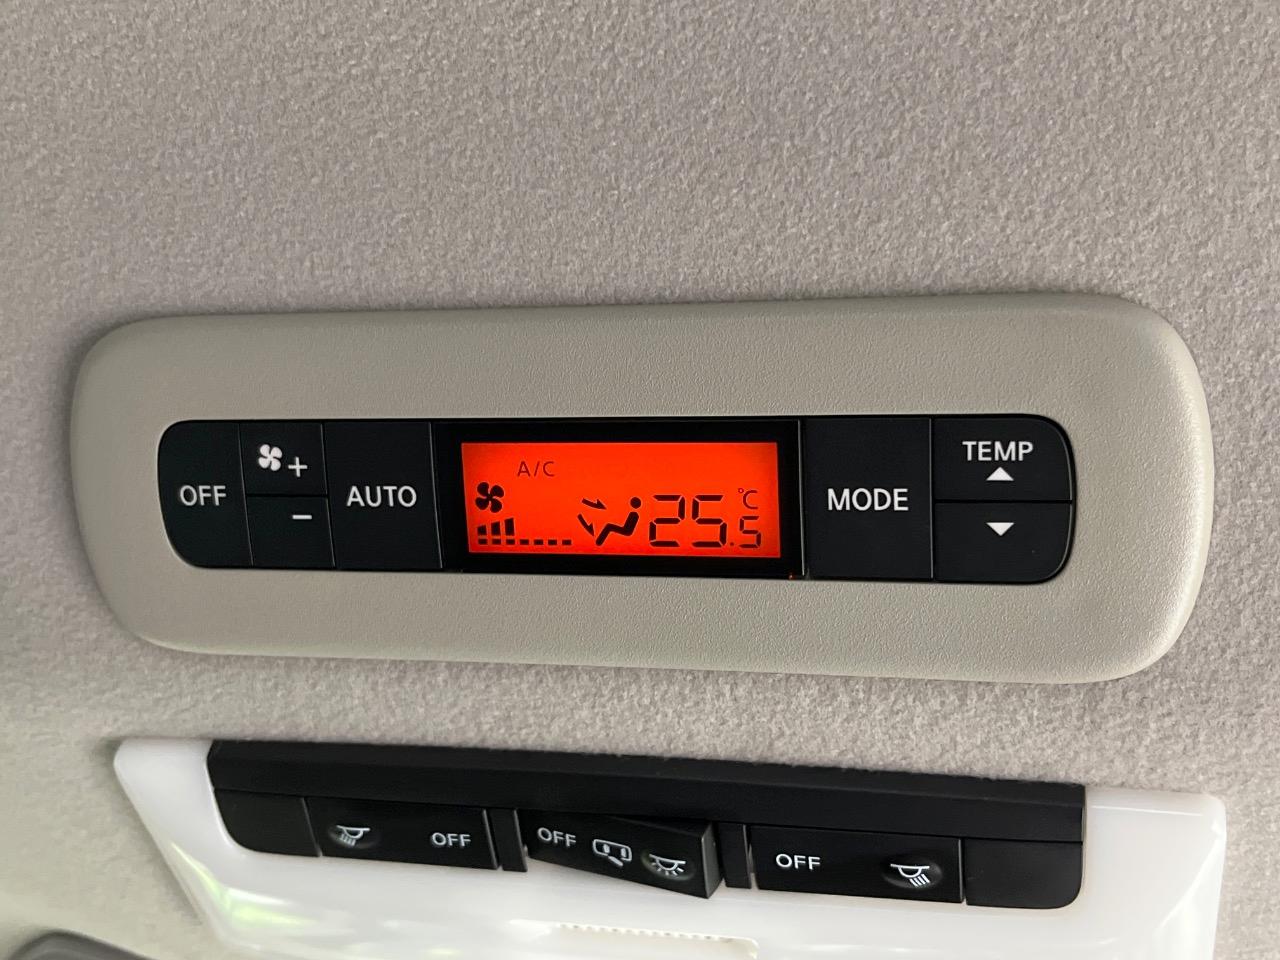 OFF
+
−
AUTO
A/C
25.5 °C
MODE
TEMP
OFF
OFF
OFF